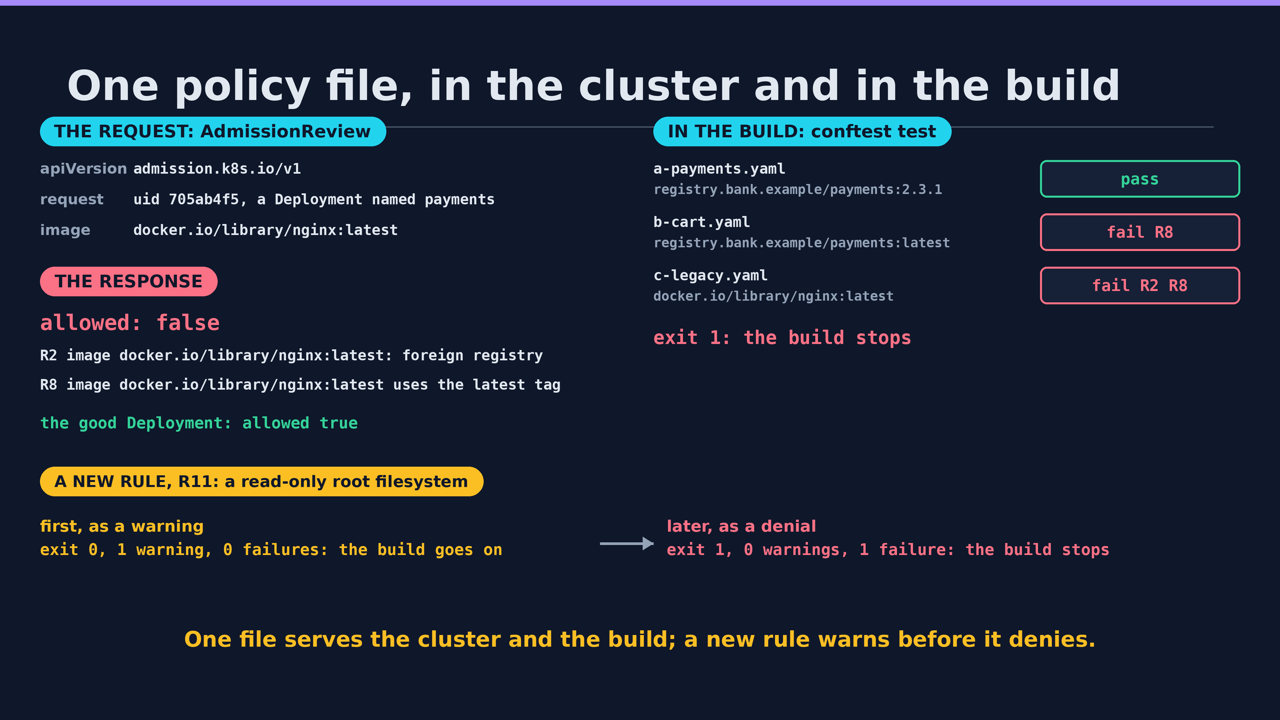 One policy file, in the cluster and in the build
THE REQUEST: AdmissionReview
apiVersion admission.k8s.io/v1
request uid 705ab4f5, a Deployment named payments
image docker.io/library/nginx:latest
THE RESPONSE
allowed: false
R2 image docker.io/library/nginx:latest: foreign registry
R8 image docker.io/library/nginx:latest uses the latest tag
the good Deployment: allowed true
IN THE BUILD: conftest test
a-payments.yaml
registry.bank.example/payments:2.3.1
pass
b-cart.yaml
registry.bank.example/payments:latest
fail R8
c-legacy.yaml
docker.io/library/nginx:latest
fail R2 R8
exit 1: the build stops
A NEW RULE, R11: a read-only root filesystem
first, as a warning
exit 0, 1 warning, 0 failures: the build goes on
later, as a denial
exit 1, 0 warnings, 1 failure: the build stops
One file serves the cluster and the build; a new rule warns before it denies.